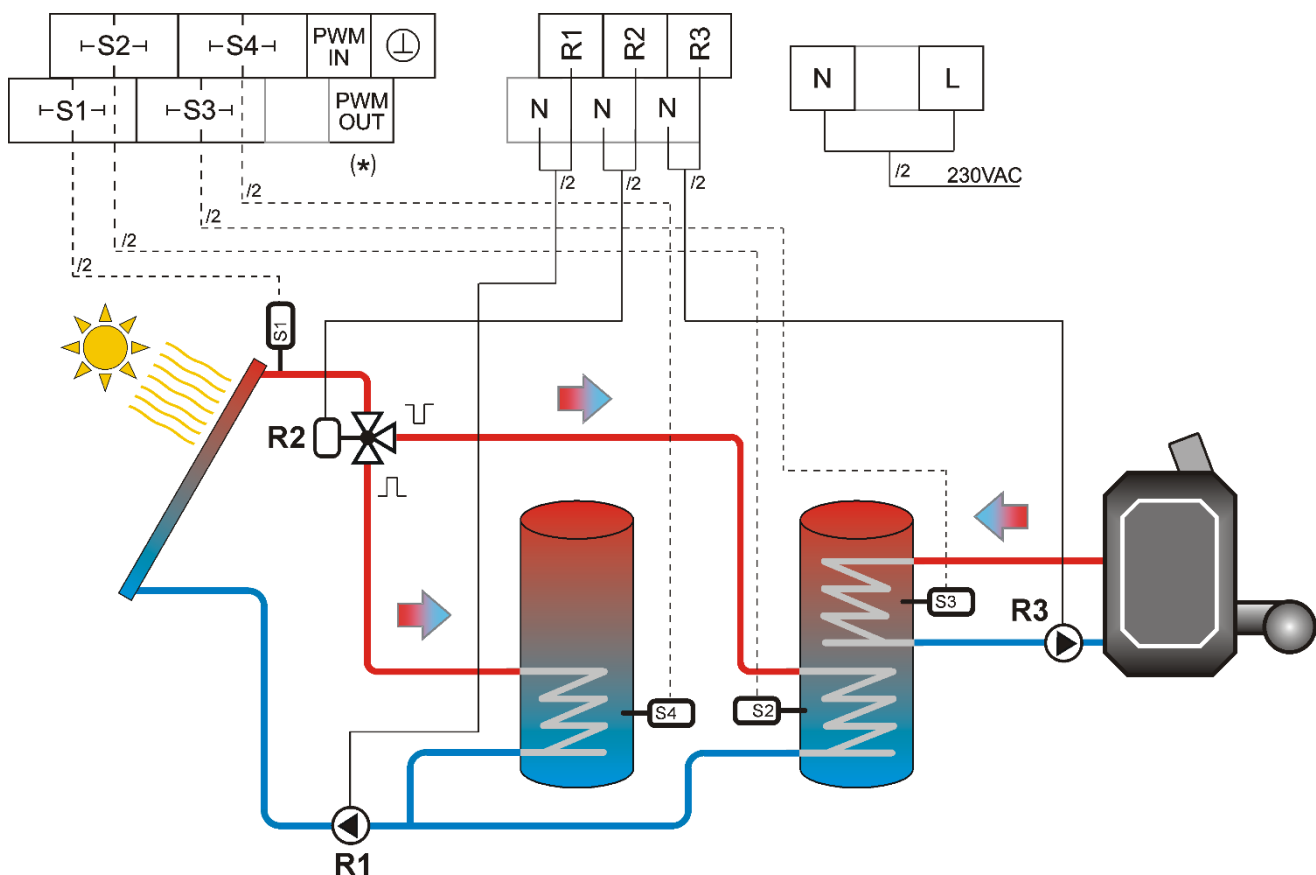 S2 S4 PWM IN
R1 R2 R3
N L
S1 S3 PWM OUT
N N N
(*)
/2 /2 /2 /2
/2 230VAC
/2
/2
/2
S1
R2
S3
R3
S4 S2
R1